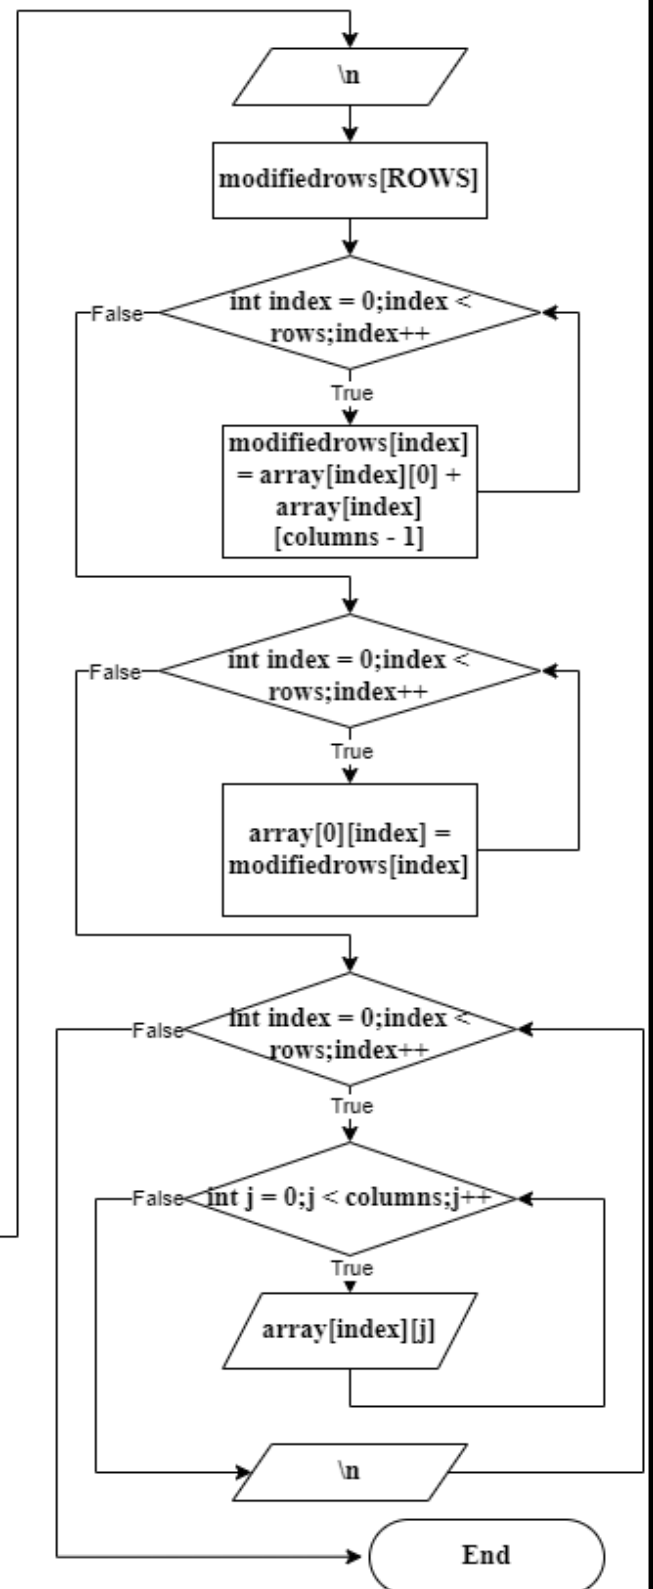 \n
modifiedrows[ROWS]
int index = 0;index <
rows;index++
False
True
modifiedrows[index]
= array[index][0] +
array[index]
[columns - 1]
int index = 0;index <
rows;index++
False
True
array[0][index] =
modifiedrows[index]
int index = 0;index <
rows;index++
False
True
int j = 0;j < columns;j++
False
True
array[index][j]
\n
End